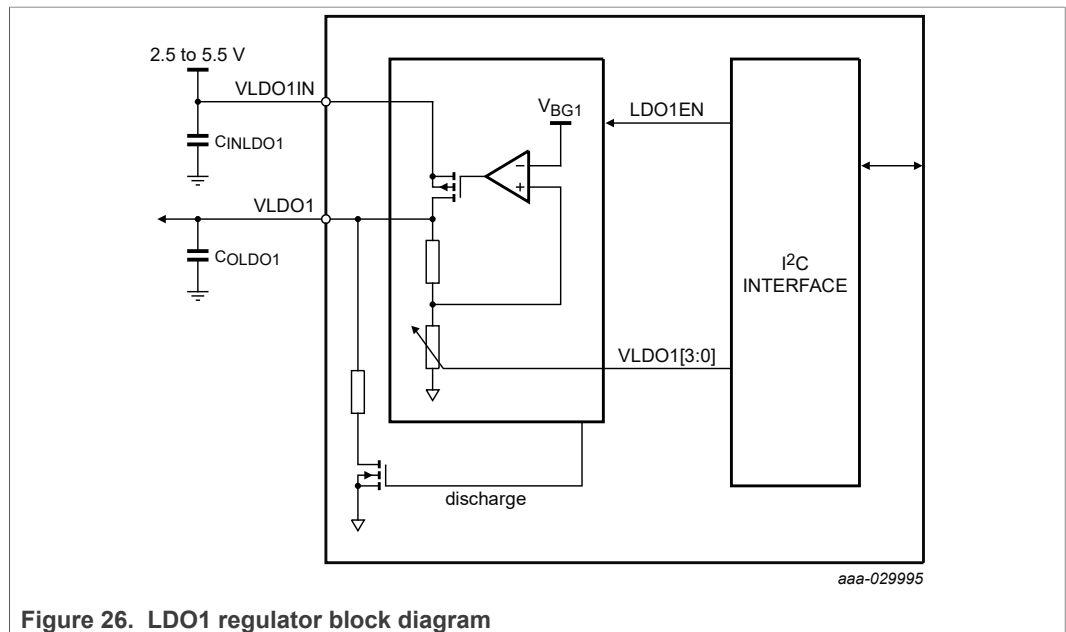 2.5 to 5.5 V
VLDO1IN
CINLDO1
VLDO1
COLDO1
VBG1
−
+
LDO1EN
I²C
INTERFACE
VLDO1[3:0]
discharge
aaa-029995
Figure 26. LDO1 regulator block diagram